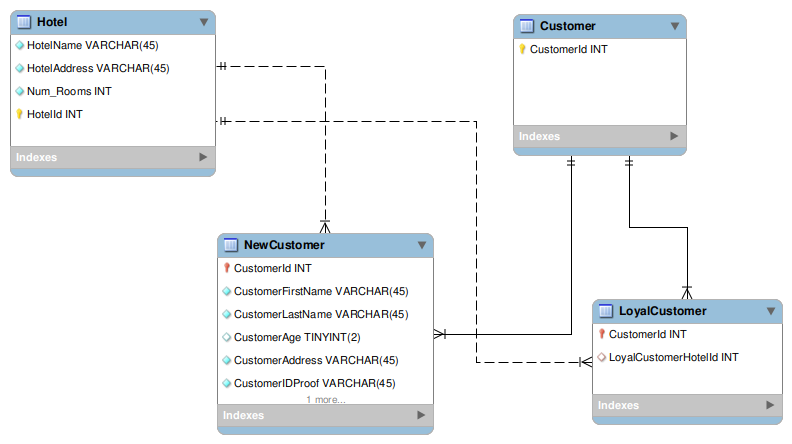 Hotel
HotelName VARCHAR(45)
HotelAddress VARCHAR(45)
Num_Rooms INT
HotelId INT
Indexes
Customer
CustomerId INT
Indexes
NewCustomer
CustomerId INT
CustomerFirstName VARCHAR(45)
CustomerLastName VARCHAR(45)
CustomerAge TINYINT(2)
CustomerAddress VARCHAR(45)
CustomerIDProof VARCHAR(45)
1 more...
Indexes
LoyalCustomer
CustomerId INT
LoyalCustomerHotelId INT
Indexes